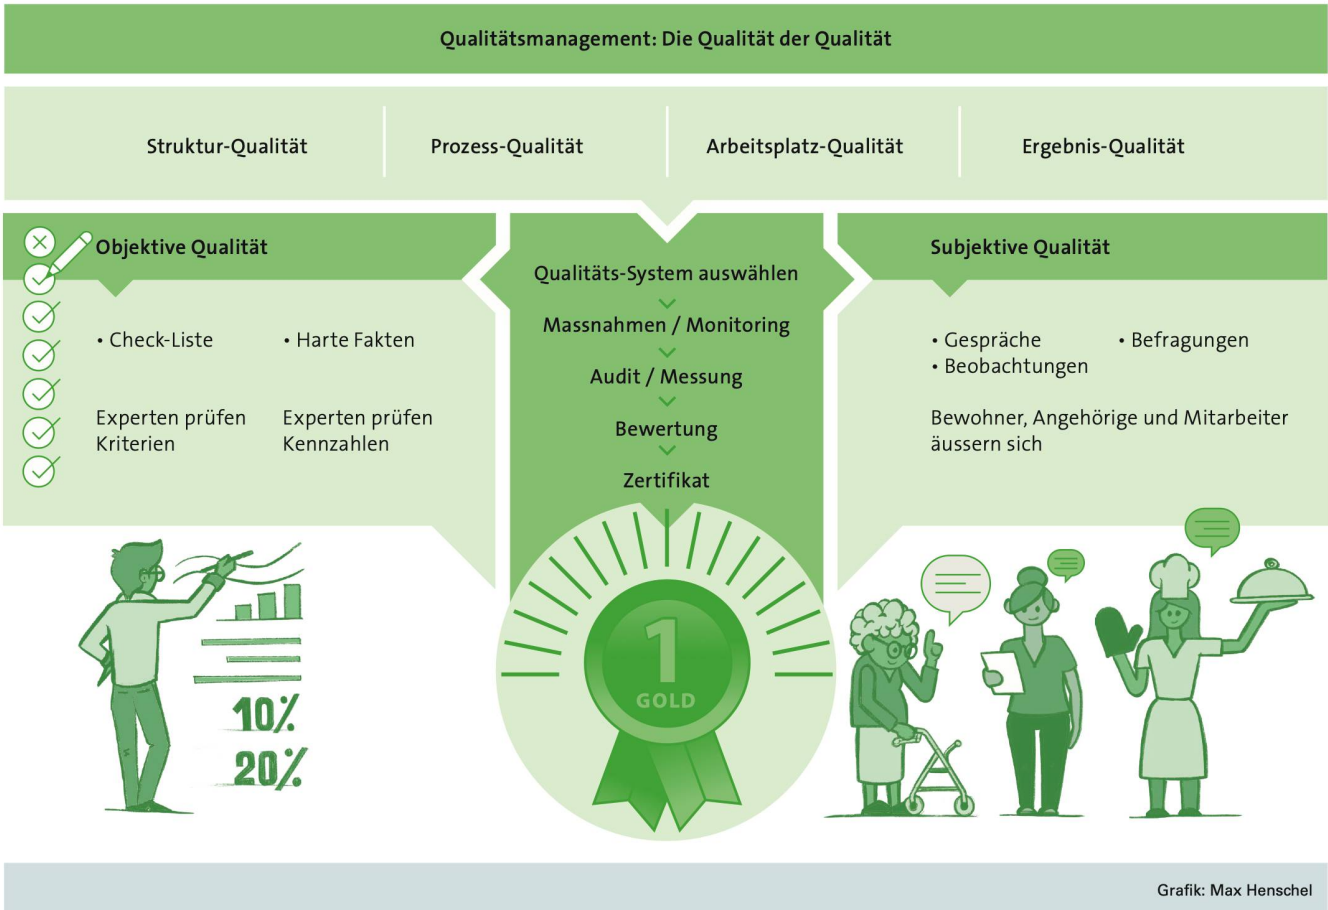 Qualitätsmanagement: Die Qualität der Qualität
Struktur-Qualität
Prozess-Qualität
Arbeitsplatz-Qualität
Ergebnis-Qualität
Objektive Qualität
• Check-Liste
• Harte Fakten
Experten prüfen
Kriterien
Experten prüfen
Kennzahlen
10%
20%
Qualitäts-System auswählen
Massnahmen / Monitoring
Audit / Messung
Bewertung
Zertifikat
1
GOLD
Subjektive Qualität
• Gespräche
• Befragungen
• Beobachtungen
Bewohner, Angehörige und Mitarbeiter
äussern sich
Grafik: Max Henschel